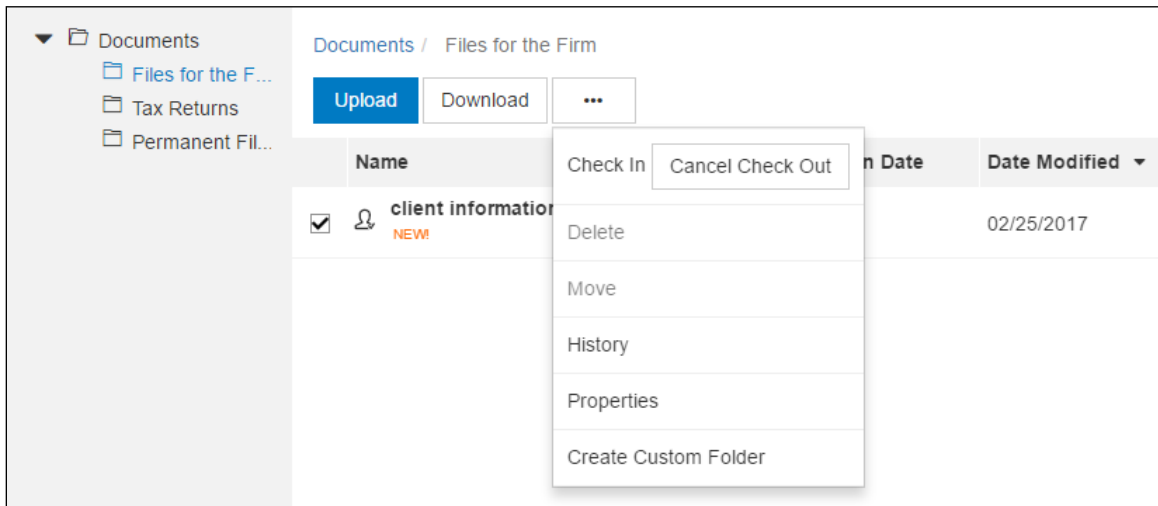 Documents
Files for the F...
Tax Returns
Permanent Fil...
Documents / Files for the Firm
Upload Download •••
Name n Date Date Modified
Check In Cancel Check Out
client information 02/25/2017
NEW!
Delete
Move
History
Properties
Create Custom Folder